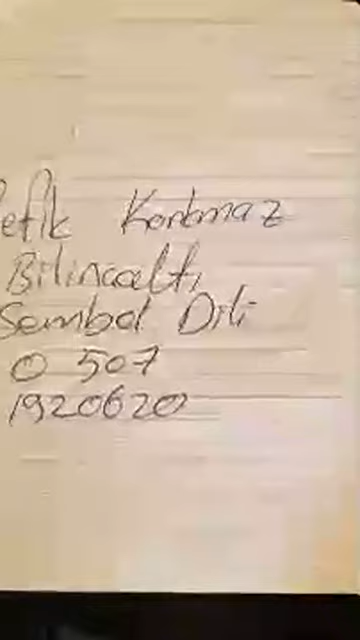 efik Korkmaz
Bilinçaltı
Sembol Dili
0 507
1920620